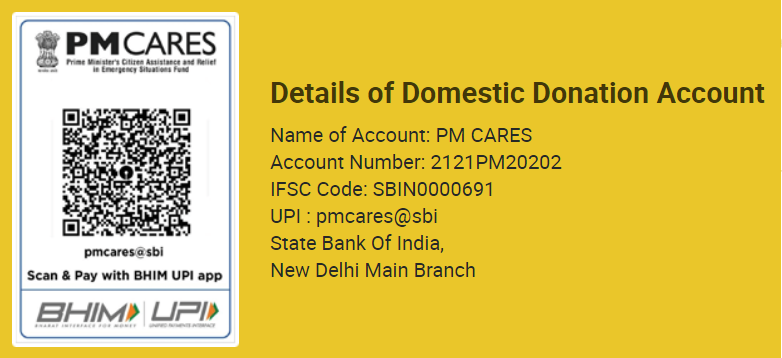 PM CARES
Prime Minister's Citizen Assistance and Relief
in Emergency Situations Fund
pmcares@sbi
Scan & Pay with BHIM UPI app
BHIM
BHARAT INTERFACE FOR MONEY
UPI
UNIFIED PAYMENTS INTERFACE
Details of Domestic Donation Account
Name of Account: PM CARES
Account Number: 2121PM20202
IFSC Code: SBIN0000691
UPI : pmcares@sbi
State Bank Of India,
New Delhi Main Branch